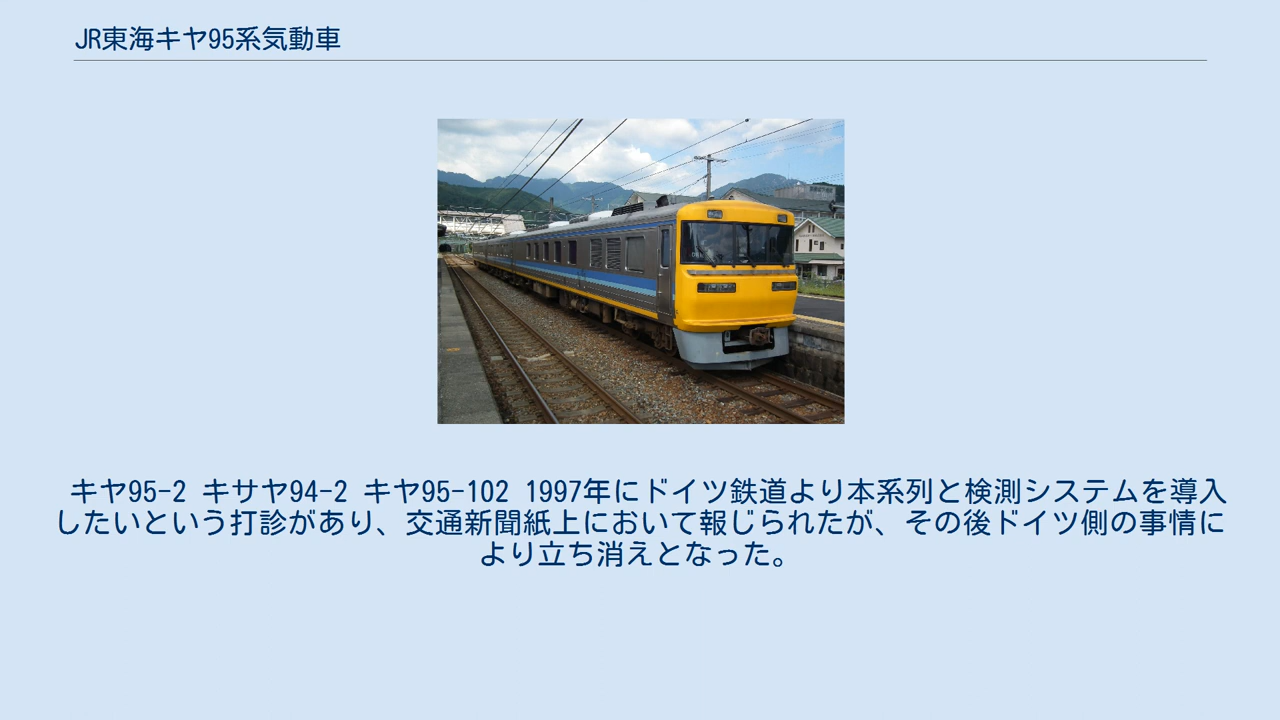 JR東海キヤ95系気動車
キヤ95-2 キサヤ94-2 キヤ95-102 1997年にドイツ鉄道より本系列と検測システムを導入
したいという打診があり、交通新聞紙上において報じられたが、その後ドイツ側の事情に
より立ち消えとなった。